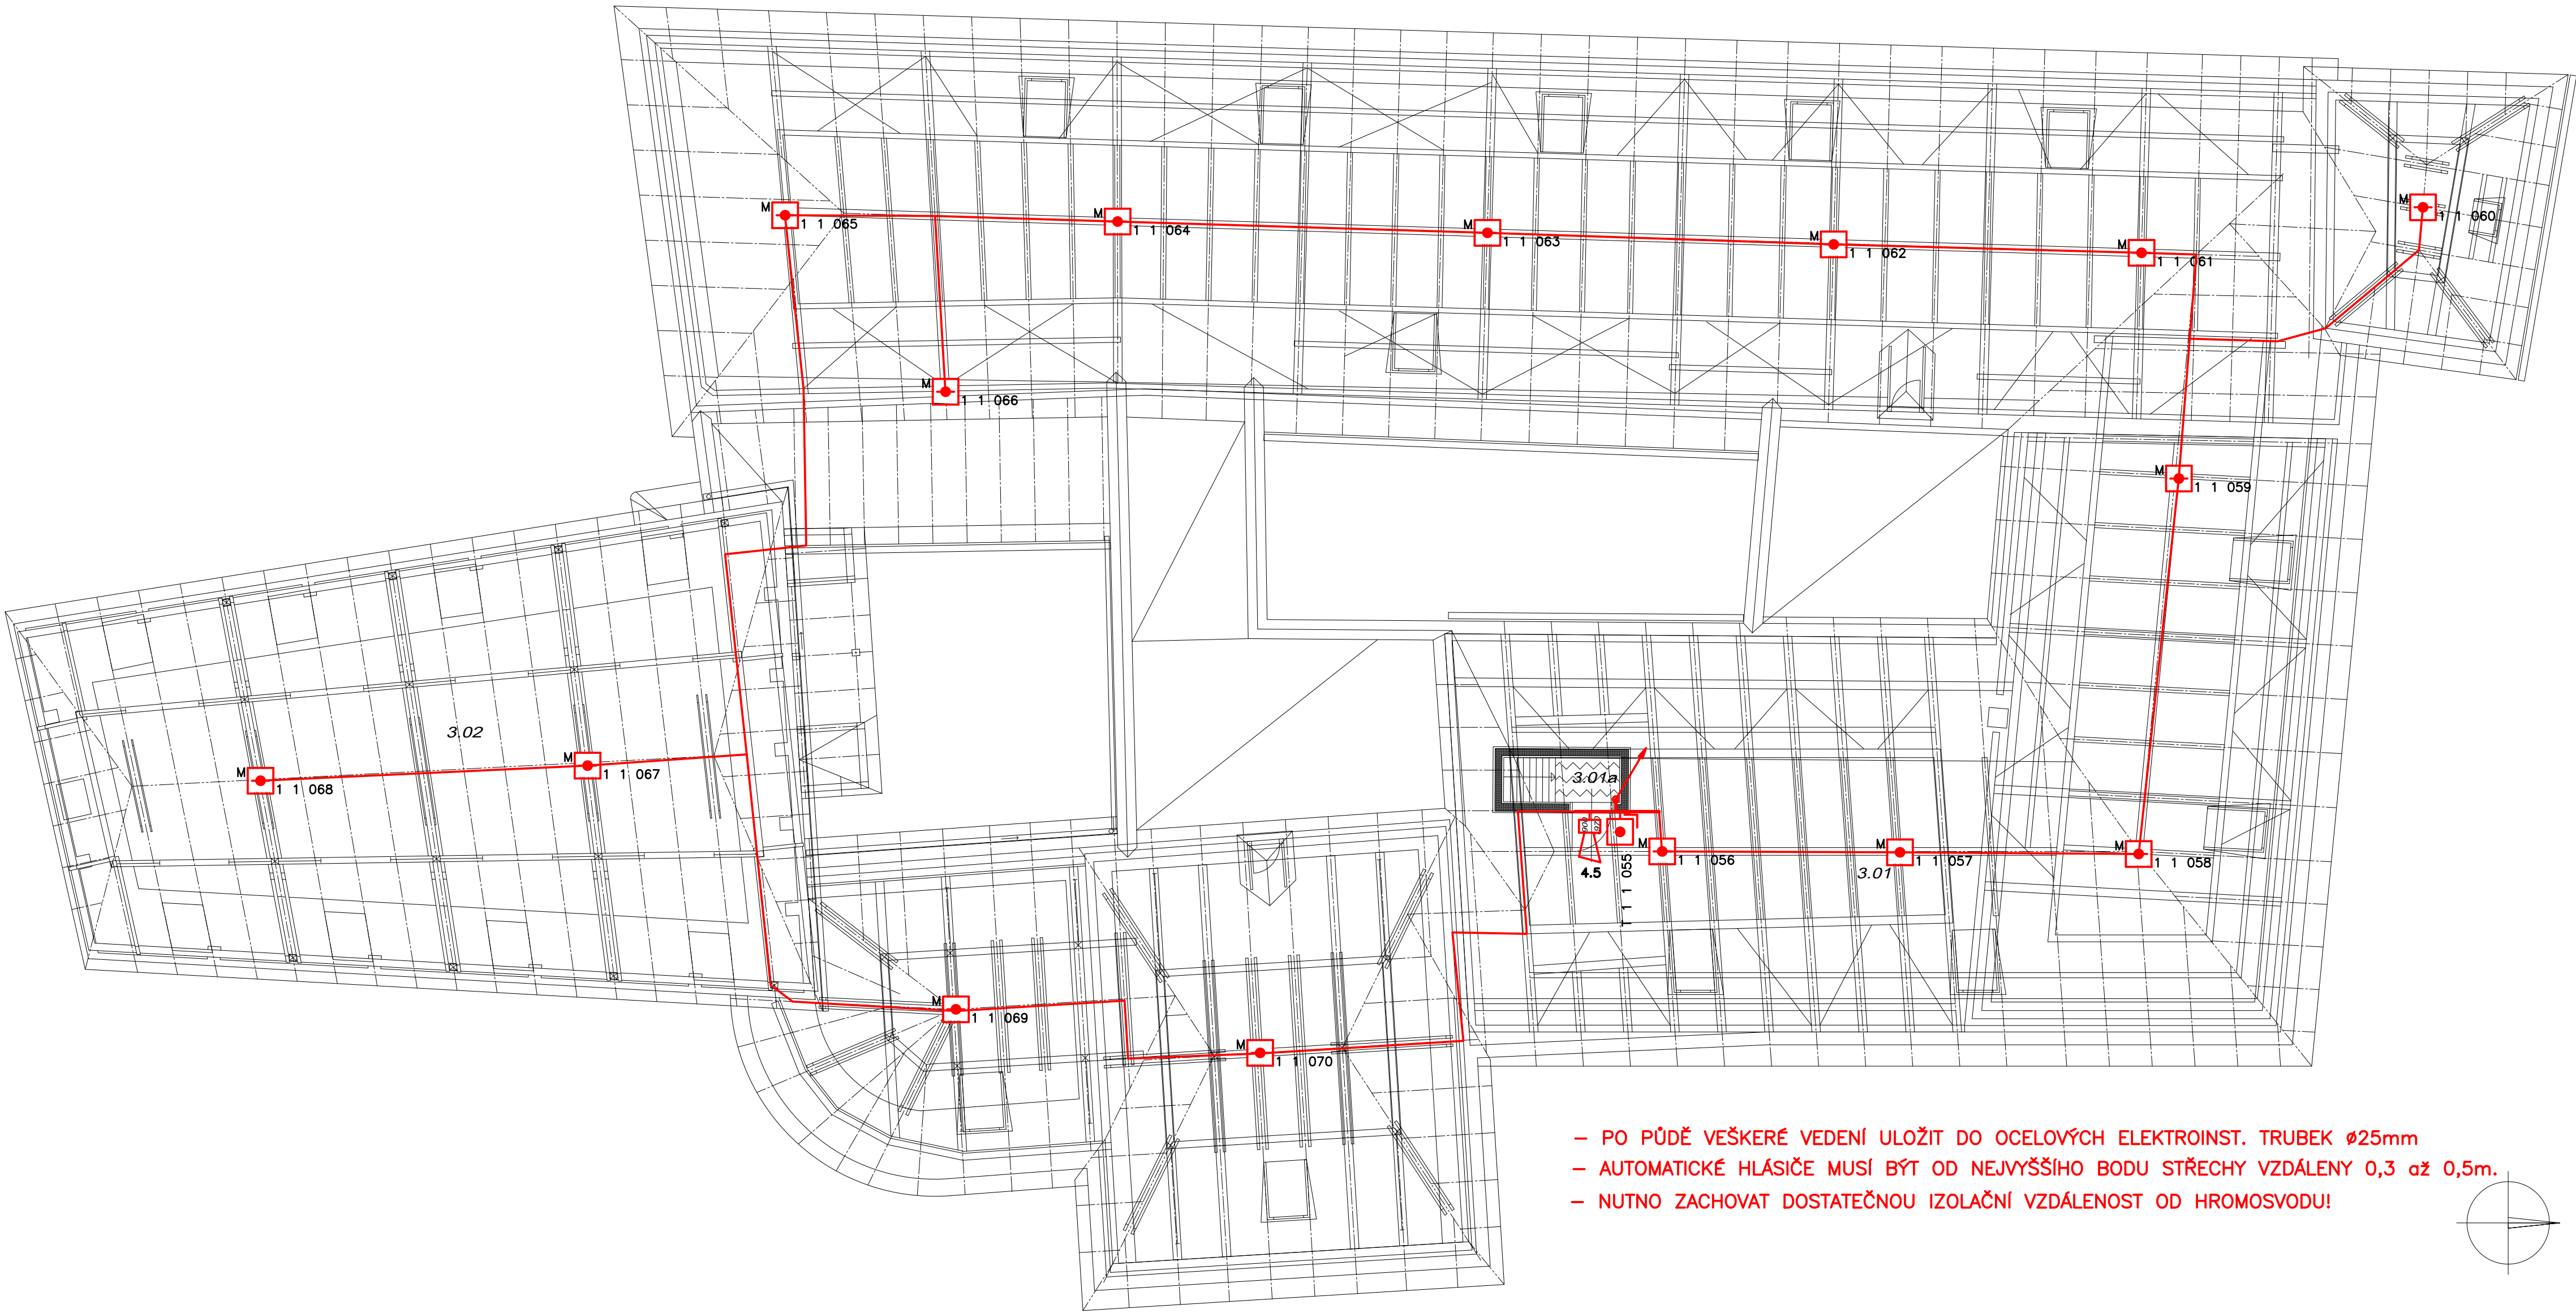 M
1 1 065
M
1 1 064
M
1 1 063
M
1 1 062
M
1 1 061
M
1 1 060
M
1 1 066
M
1 1 059
3.02
M
1 1 068
M
1 1 067
3.01a
900
4.5
1 1 055
M
1 1 056
M
1 1 057
3.01
M
1 1 058
M
1 1 069
M
1 1 070
– PO PŮDĚ VEŠKERÉ VEDENÍ ULOŽIT DO OCELOVÝCH ELEKTROINST. TRUBEK ø25mm
– AUTOMATICKÉ HLÁSIČE MUSÍ BÝT OD NEJVYŠŠÍHO BODU STŘECHY VZDÁLENY 0,3 až 0,5m.
– NUTNO ZACHOVAT DOSTATEČNOU IZOLAČNÍ VZDÁLENOST OD HROMOSVODU!